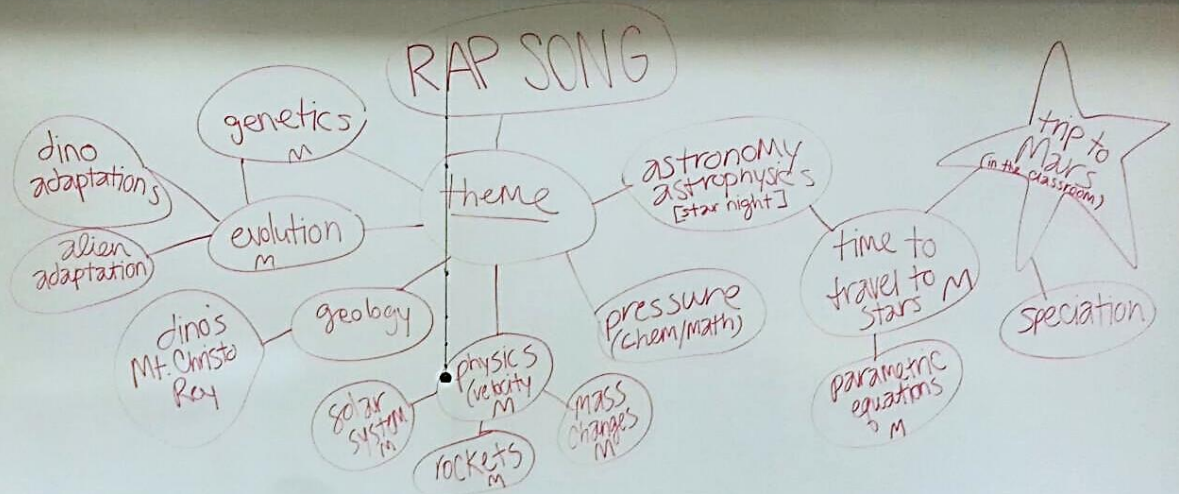 RAP SONG
theme
genetics
M
dino
adaptations
alien
adaptation
evolution
M
geology
dino's
Mt. Christo
Rey
physics
(velocity
M
solar
system
M
rockets
M
mass
changes
M
pressure
(chem/math)
astronomy
astrophysics
[star night]
time to
travel to
stars M
parametric
equations
M
trip to
Mars
(in the classroom)
speciation